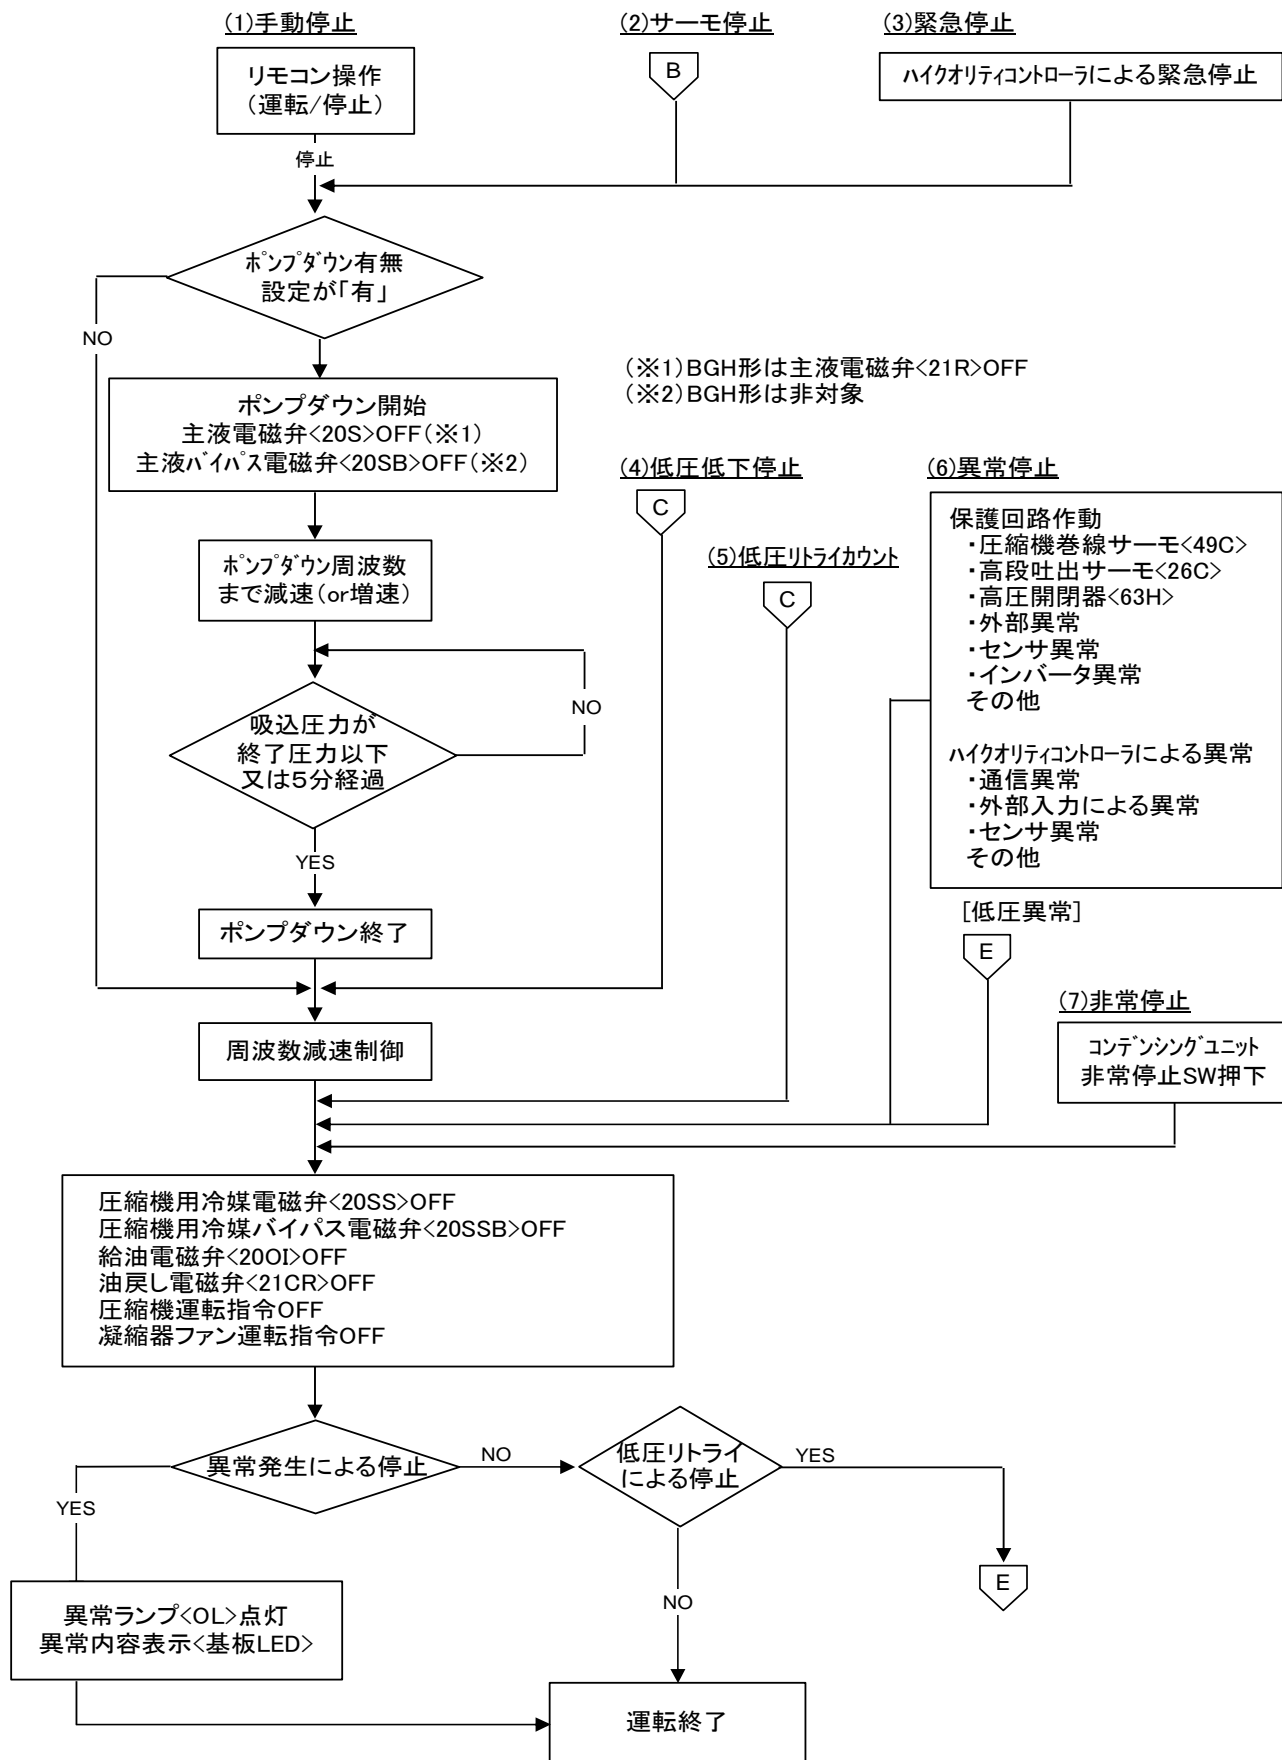 (1)手動停止
(2)サーモ停止
(3)緊急停止
リモコン操作
(運転/停止)
B
ﾊｲｸｵﾘﾃｨｺﾝﾄﾛｰﾗによる緊急停止
停止
ﾎﾟﾝﾌﾟﾀﾞｳﾝ有無
設定が「有」
NO
(※1)BGH形は主液電磁弁<21R>OFF
(※2)BGH形は非対象
ポンプダウン開始
主液電磁弁<20S>OFF(※1)
主液ﾊﾞｲﾊﾟｽ電磁弁<20SB>OFF(※2)
(4)低圧低下停止
C
(5)低圧ﾘﾄﾗｲｶｳﾝﾄ
C
(6)異常停止
保護回路作動
・圧縮機巻線サーモ<49C>
・高段吐出サーモ<26C>
・高圧開閉器<63H>
・外部異常
・センサ異常
・インバータ異常
その他
ﾊｲｸｵﾘﾃｨｺﾝﾄﾛｰﾗによる異常
・通信異常
・外部入力による異常
・センサ異常
その他
ﾎﾟﾝﾌﾟﾀﾞｳﾝ周波数
まで減速(or増速)
吸込圧力が
終了圧力以下
又は5分経過
NO
YES
ポンプダウン終了
[低圧異常]
E
(7)非常停止
ｺﾝﾃﾞﾝｼﾝｸﾞﾕﾆｯﾄ
非常停止SW押下
周波数減速制御
圧縮機用冷媒電磁弁<20SS>OFF
圧縮機用冷媒バイパス電磁弁<20SSB>OFF
給油電磁弁<20OI>OFF
油戻し電磁弁<21CR>OFF
圧縮機運転指令OFF
凝縮器ファン運転指令OFF
異常発生による停止
NO
低圧リトライ
による停止
YES
YES
E
NO
異常ランプ<OL>点灯
異常内容表示<基板LED>
運転終了